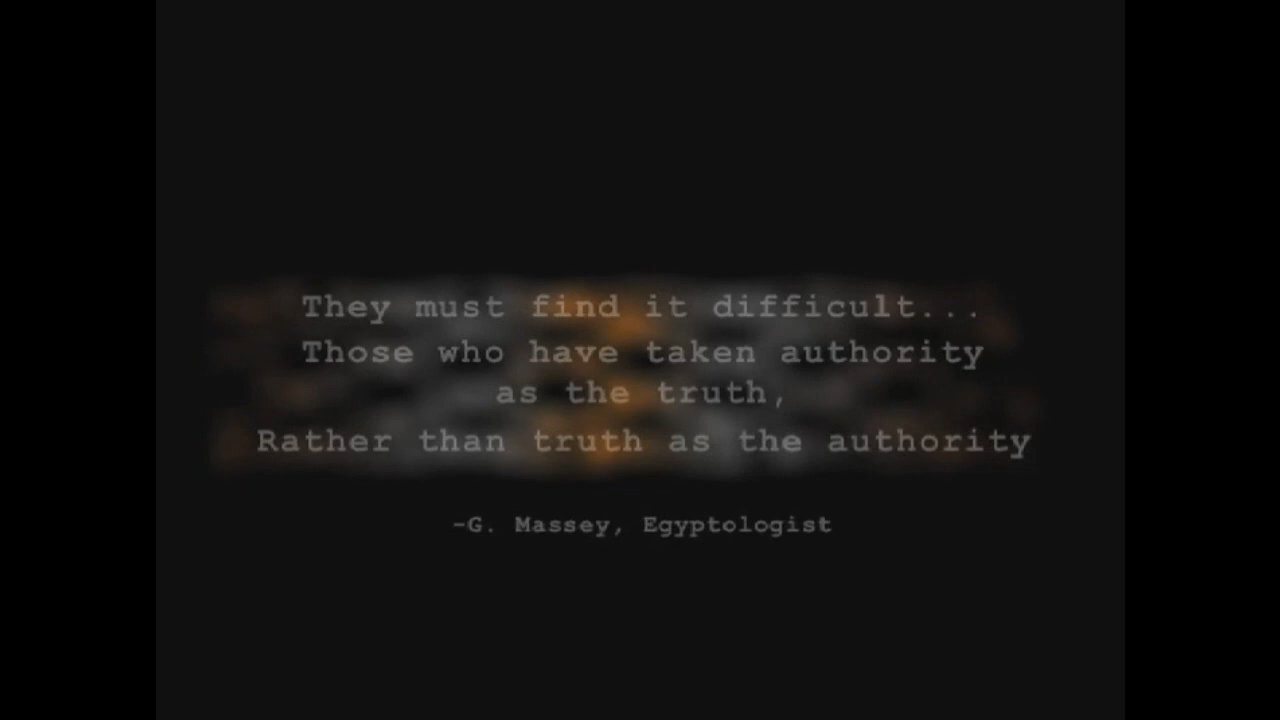 They must find it difficult...
Those who have taken authority
as the truth,
Rather than truth as the authority
-G. Massey, Egyptologist